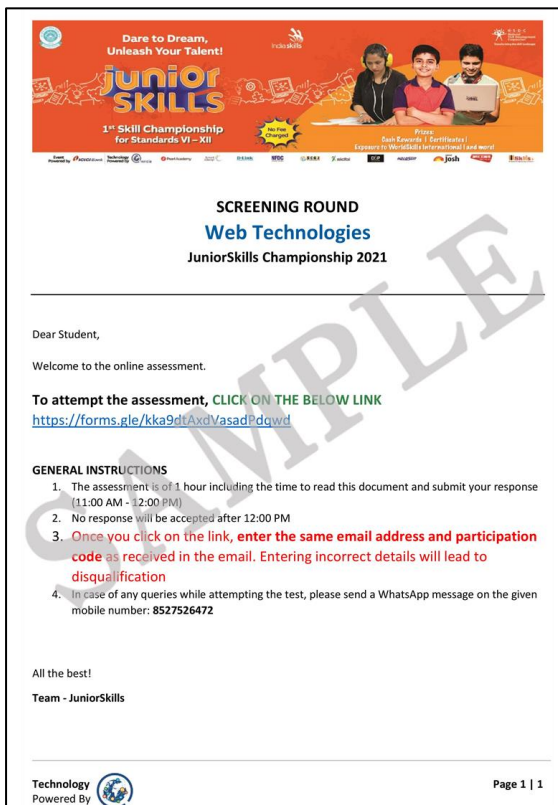 Dare to Dream,
Unleash Your Talent!
junior
SKILLS
1st Skill Championship
for Standards VI – XII
indiaskills
No Fee
Charged
Prizes:
Cash Rewards | Certificates |
Exposure to WorldSkills International | and more!
SCREENING ROUND
Web Technologies
JuniorSkills Championship 2021
Dear Student,
Welcome to the online assessment.
To attempt the assessment, CLICK ON THE BELOW LINK
https://forms.gle/kka9dtAxdVasadPdqwd
GENERAL INSTRUCTIONS
1. The assessment is of 1 hour including the time to read this document and submit your response
(11:00 AM - 12:00 PM)
2. No response will be accepted after 12:00 PM
3. Once you click on the link, enter the same email address and participation
code as received in the email. Entering incorrect details will lead to
disqualification
4. In case of any queries while attempting the test, please send a WhatsApp message on the given
mobile number: 8527526472
SAMPLE
All the best!
Team - JuniorSkills
Technology
Powered By
Page 1 | 1